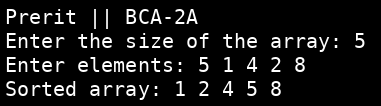 Prerit || BCA-2A
Enter the size of the array: 5
Enter elements: 5 1 4 2 8
Sorted array: 1 2 4 5 8